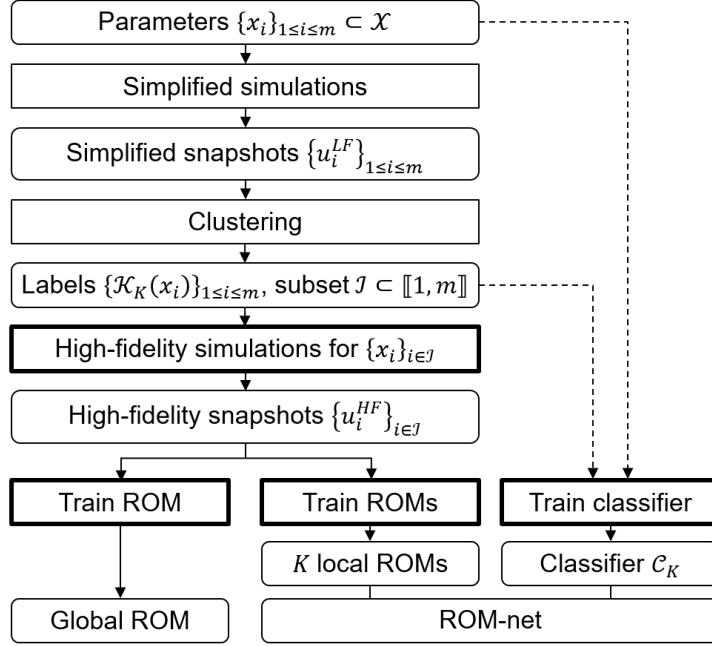 Parameters {x_i}_{1≤i≤m} ⊂ 𝒳
Simplified simulations
Simplified snapshots {u_i^{LF}}_{1≤i≤m}
Clustering
Labels {𝒦_K(x_i)}_{1≤i≤m}, subset ℐ ⊂ ⟦1, m⟧
High-fidelity simulations for {x_i}_{i∈ℐ}
High-fidelity snapshots {u_i^{HF}}_{i∈ℐ}
Train ROM
Train ROMs
Train classifier
K local ROMs
Classifier 𝒞_K
Global ROM
ROM-net